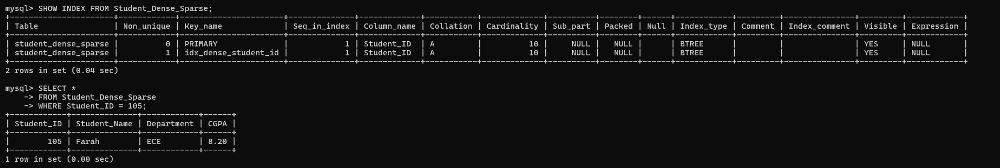 mysql> SHOW INDEX FROM Student_Dense_Sparse;
+----------------------+------------+----------------------+--------------+-------------+-----------+-------------+----------+--------+------+------------+---------+---------------+---------+------------+
| Table                | Non_unique | Key_name             | Seq_in_index | Column_name | Collation | Cardinality | Sub_part | Packed | Null | Index_type | Comment | Index_comment | Visible | Expression |
+----------------------+------------+----------------------+--------------+-------------+-----------+-------------+----------+--------+------+------------+---------+---------------+---------+------------+
| student_dense_sparse |          0 | PRIMARY              |            1 | Student_ID  | A         |          10 |     NULL |   NULL |      | BTREE      |         |               | YES     | NULL       |
| student_dense_sparse |          1 | idx_dense_student_id |            1 | Student_ID  | A         |          10 |     NULL |   NULL |      | BTREE      |         |               | YES     | NULL       |
+----------------------+------------+----------------------+--------------+-------------+-----------+-------------+----------+--------+------+------------+---------+---------------+---------+------------+
2 rows in set (0.04 sec)

mysql> SELECT *
    -> FROM Student_Dense_Sparse
    -> WHERE Student_ID = 105;
+------------+--------------+------------+------+
| Student_ID | Student_Name | Department | CGPA |
+------------+--------------+------------+------+
|        105 | Farah        | ECE        | 8.20 |
+------------+--------------+------------+------+
1 row in set (0.00 sec)